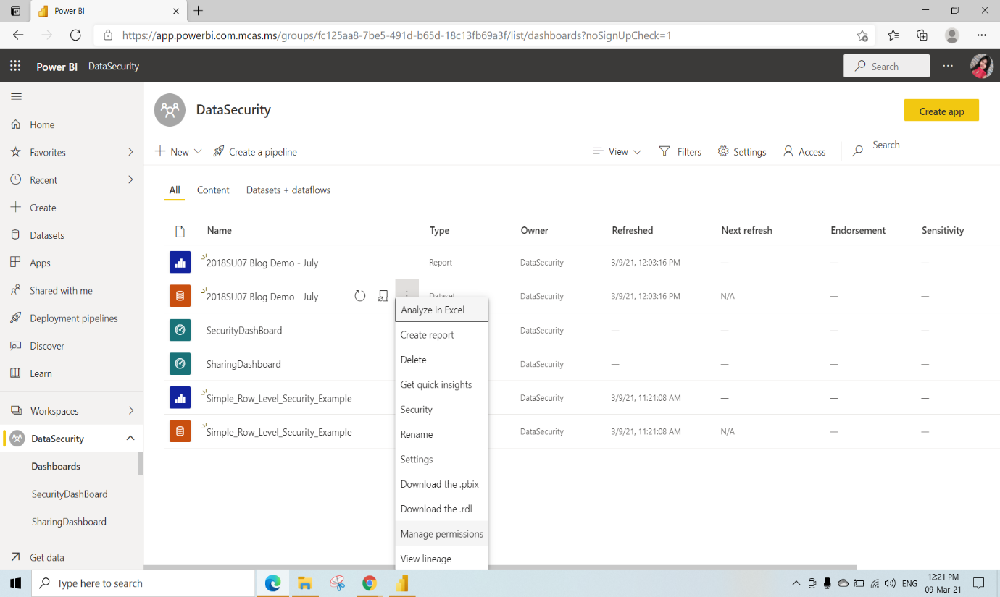 Power BI
https://app.powerbi.com.mcas.ms/groups/fc125aa8-7be5-491d-b65d-18c13fb69a3f/list/dashboards?noSignUpCheck=1
Power BI DataSecurity Search
DataSecurity Create app
Home
Favorites
Recent
Create
Datasets
Apps
Shared with me
Deployment pipelines
Discover
Learn
Workspaces
DataSecurity
Dashboards
SecurityDashBoard
SharingDashboard
Get data
New Create a pipeline View Filters Settings Access Search
All Content Datasets + dataflows
Name Type Owner Refreshed Next refresh Endorsement Sensitivity
2018SU07 Blog Demo - July Report DataSecurity 3/9/21, 12:03:16 PM — — —
2018SU07 Blog Demo - July Dataset DataSecurity 3/9/21, 12:03:16 PM N/A — —
SecurityDashBoard DataSecurity — — — —
SharingDashboard DataSecurity — — — —
Simple_Row_Level_Security_Example DataSecurity 3/9/21, 11:21:08 AM — — —
Simple_Row_Level_Security_Example DataSecurity 3/9/21, 11:21:08 AM N/A — —
Analyze in Excel
Create report
Delete
Get quick insights
Security
Rename
Settings
Download the .pbix
Download the .rdl
Manage permissions
View lineage
Type here to search ENG 12:21 PM
09-Mar-21